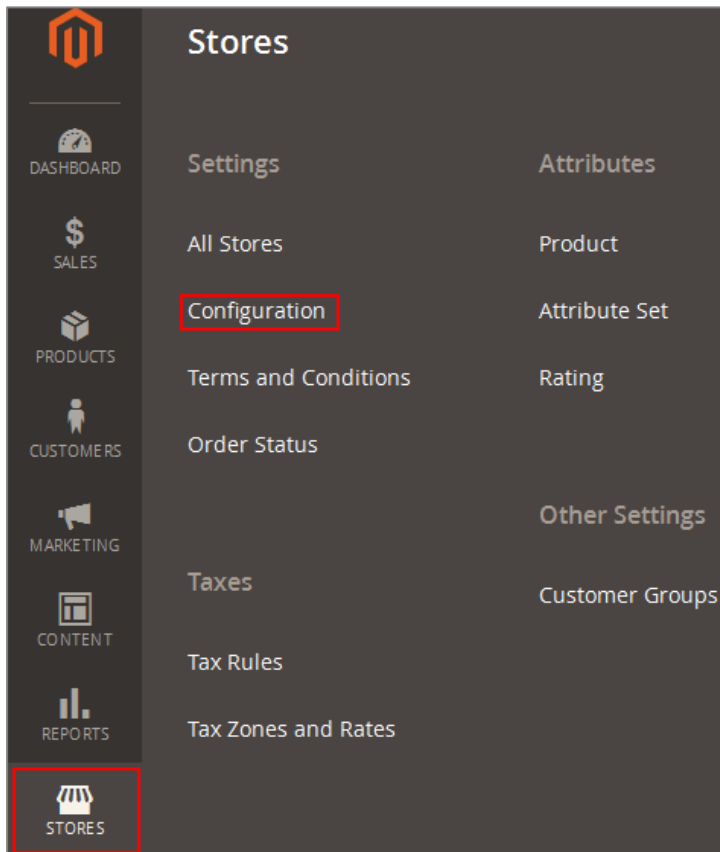 Stores
DASHBOARD
SALES
PRODUCTS
CUSTOMERS
MARKETING
CONTENT
REPORTS
STORES
Settings
All Stores
Configuration
Terms and Conditions
Order Status
Taxes
Tax Rules
Tax Zones and Rates
Attributes
Product
Attribute Set
Rating
Other Settings
Customer Groups